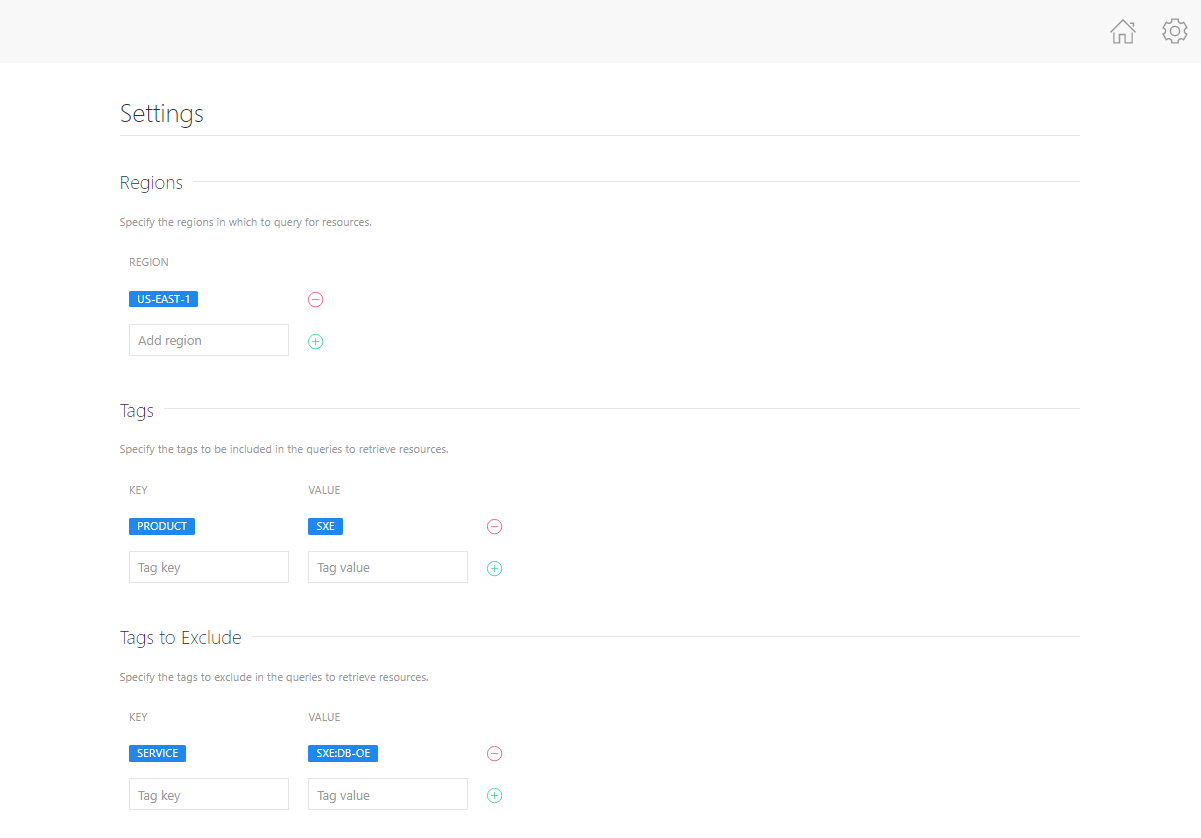 Settings
Regions
Specify the regions in which to query for resources.
REGION
US-EAST-1
Add region
Tags
Specify the tags to be included in the queries to retrieve resources.
KEY VALUE
PRODUCT SXE
Tag key Tag value
Tags to Exclude
Specify the tags to exclude in the queries to retrieve resources.
KEY VALUE
SERVICE SXE:DB-OE
Tag key Tag value